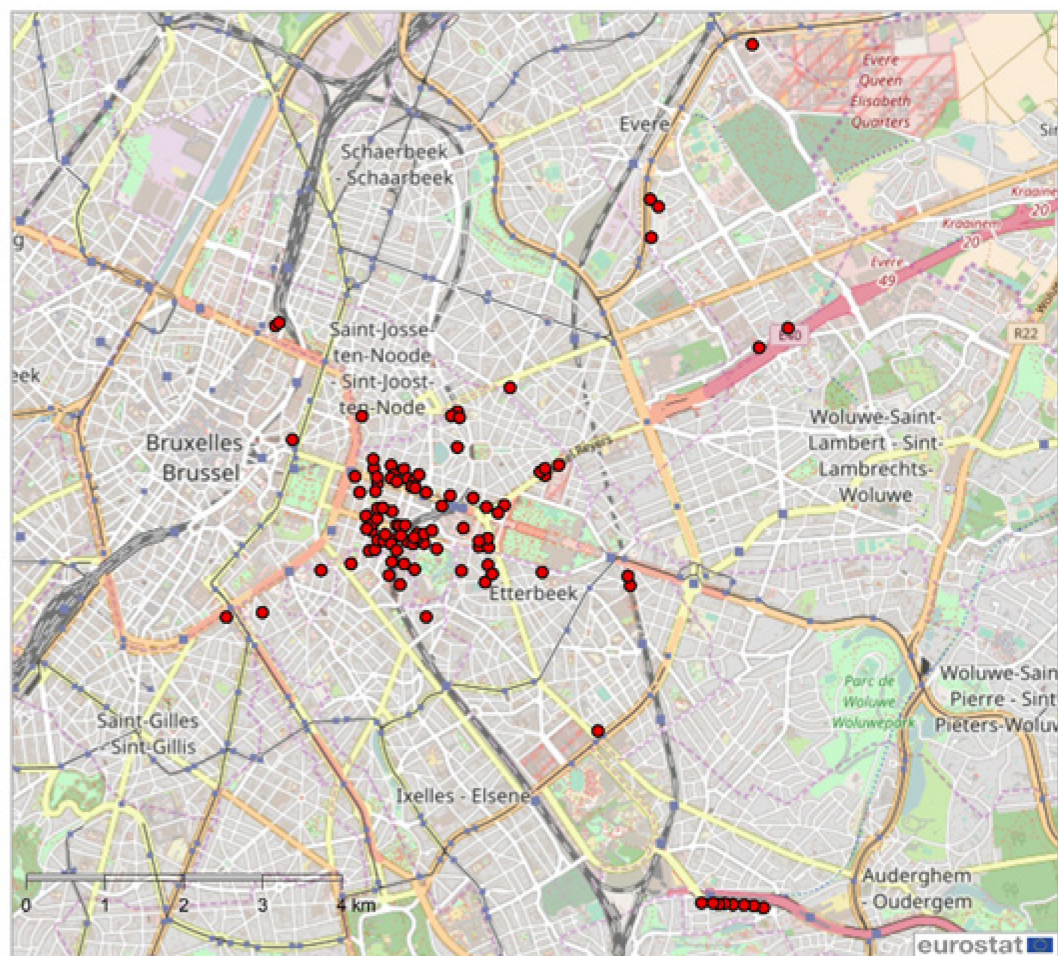 Evere
Queen
Elisabeth
Quarters
Evere
Schaerbeek
- Schaarbeek
Kraainem
20
Kraainem
20
Evere
49
g
Saint-Josse-
ten-Noode
- Sint-Joost-
ten-Node
E40
R22
eek
Bruxelles -
Brussel
Woluwe-Saint-
Lambert - Sint-
Lambrechts-
Woluwe
Etterbeek
Parc de
Woluwe
Woluwepark
Woluwe-Sain
Pierre - Sint
Pieters-Woluw
Saint-Gilles
Sint-Gillis
Ixelles - Elsene
Auderghem
- Oudergem
0 1 2 3 4 km
eurostat